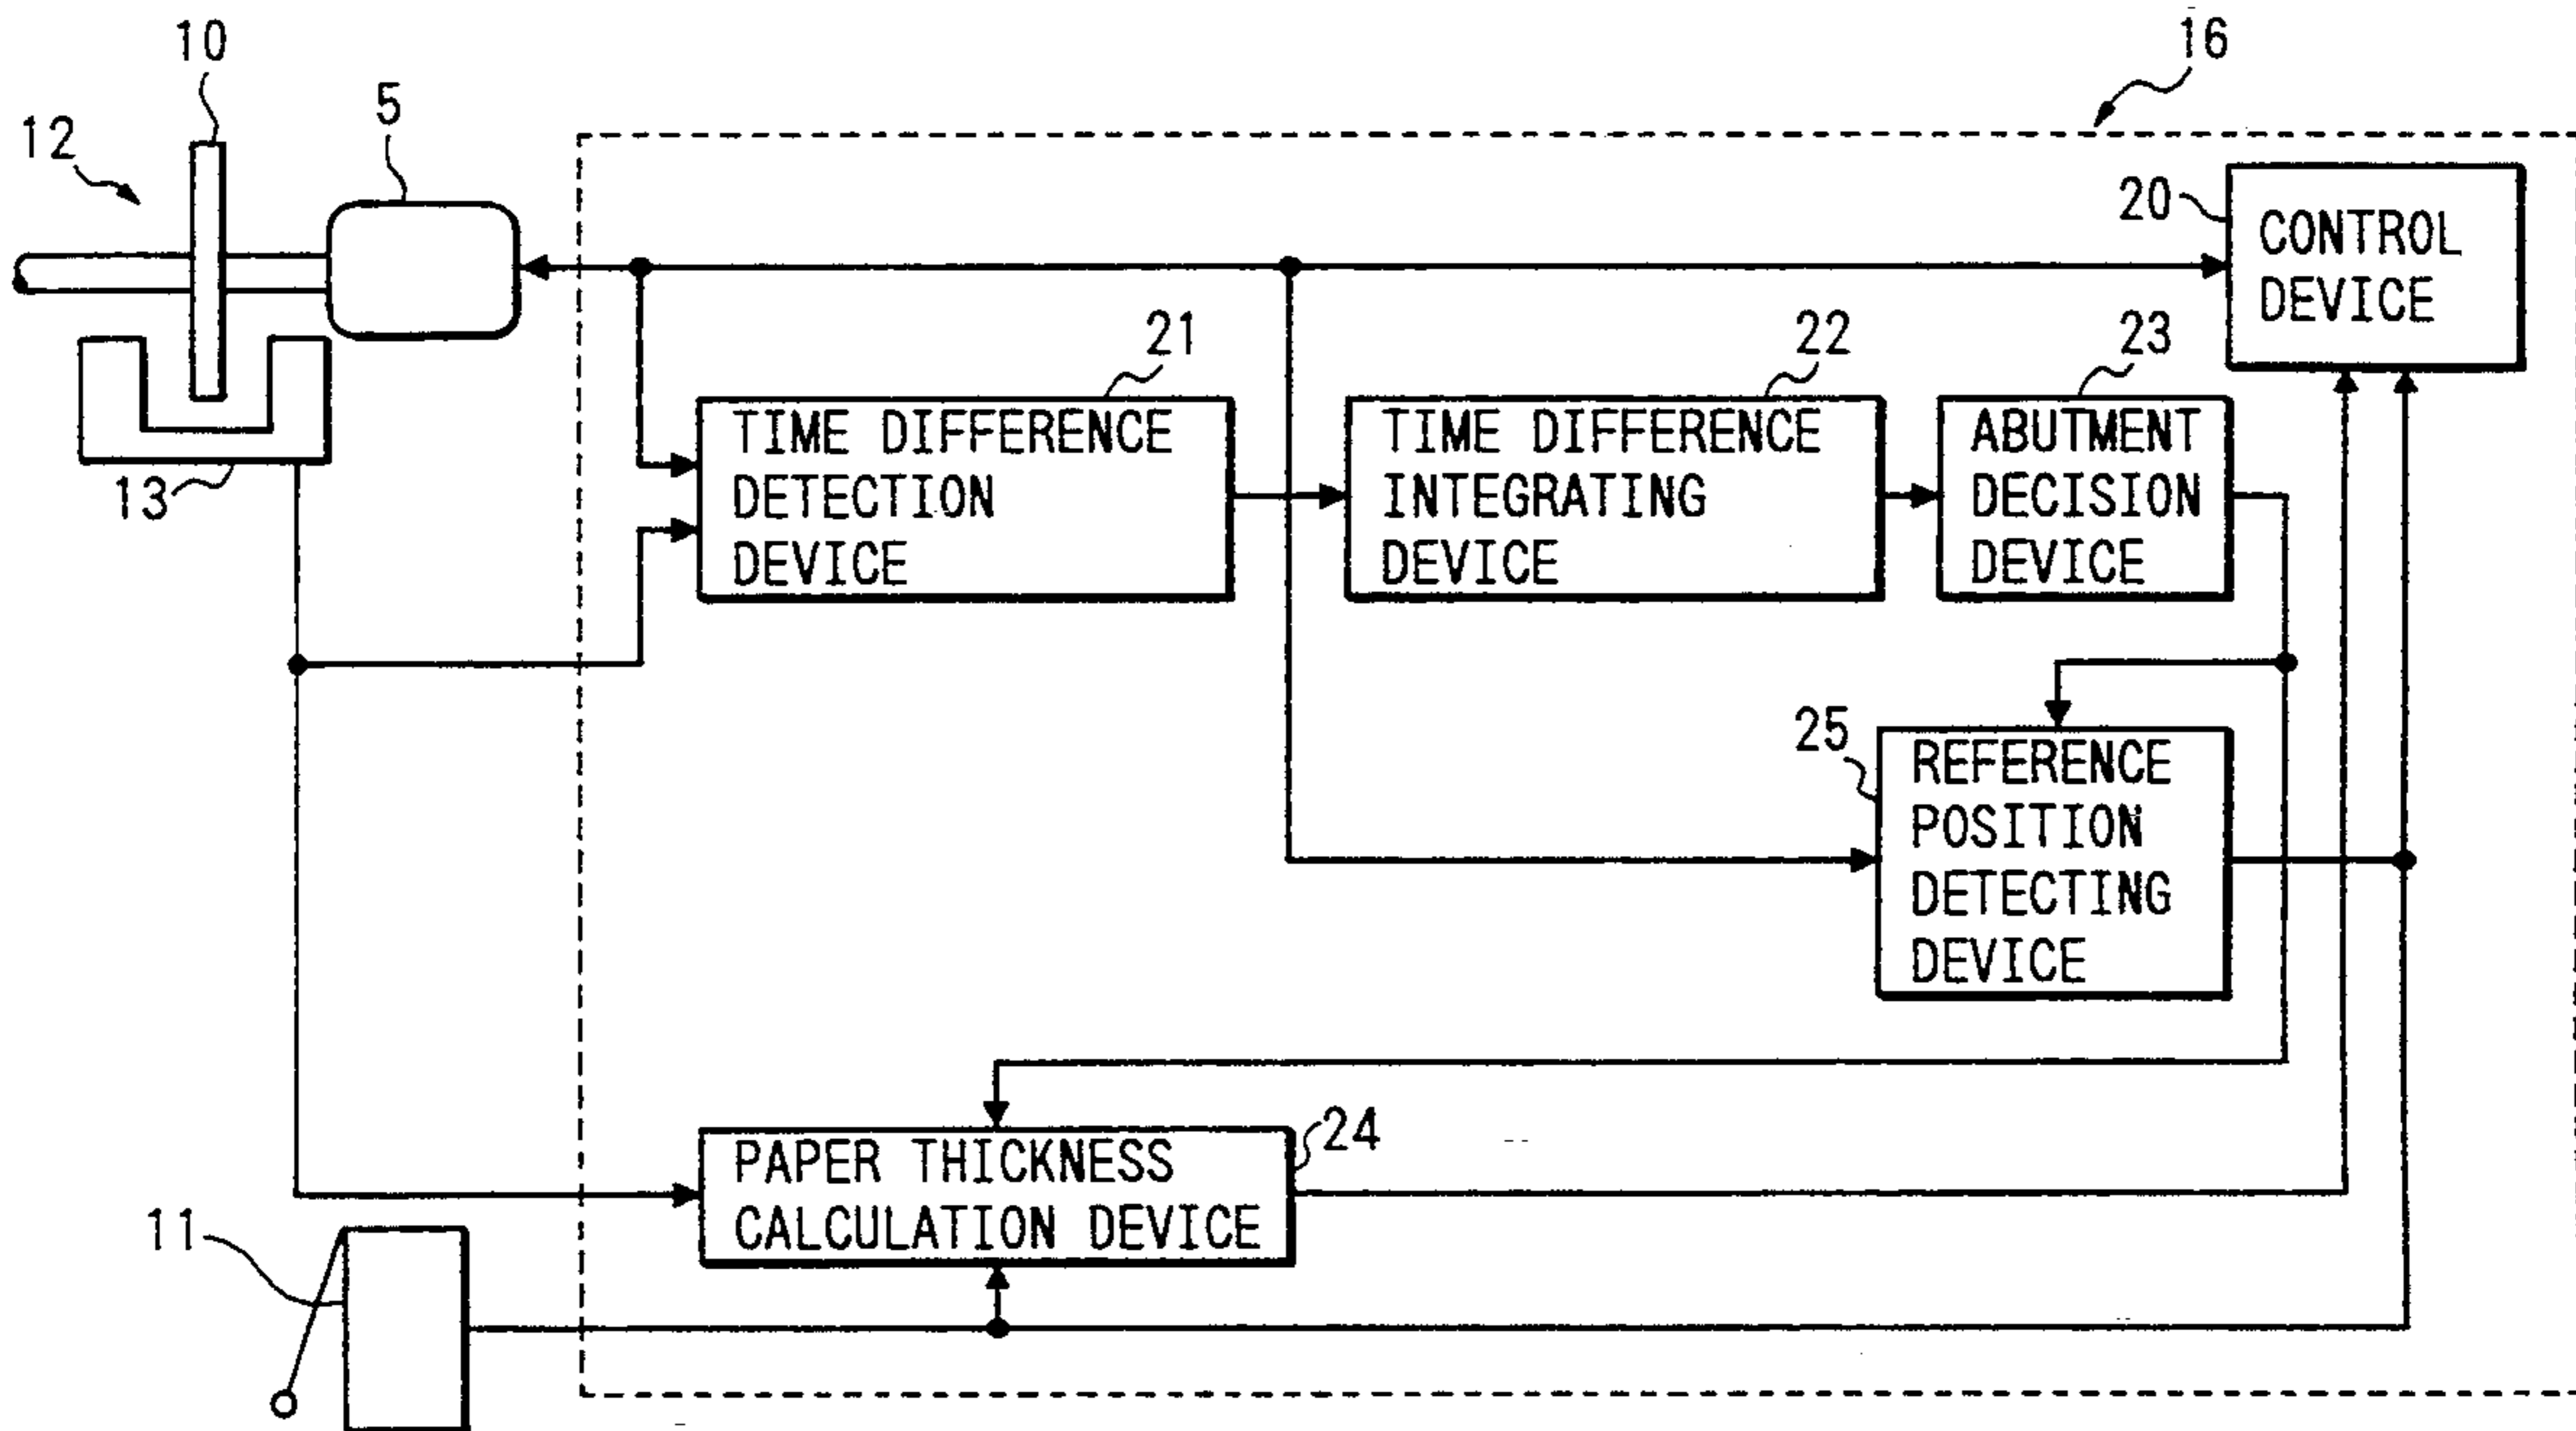 10
16
5
12
20
CONTROL
DEVICE
21
22
23
TIME DIFFERENCE
DETECTION
DEVICE
TIME DIFFERENCE
INTEGRATING
DEVICE
ABUTMENT
DECISION
DEVICE
13
25
REFERENCE
POSITION
DETECTING
DEVICE
24
PAPER THICKNESS
CALCULATION DEVICE
11